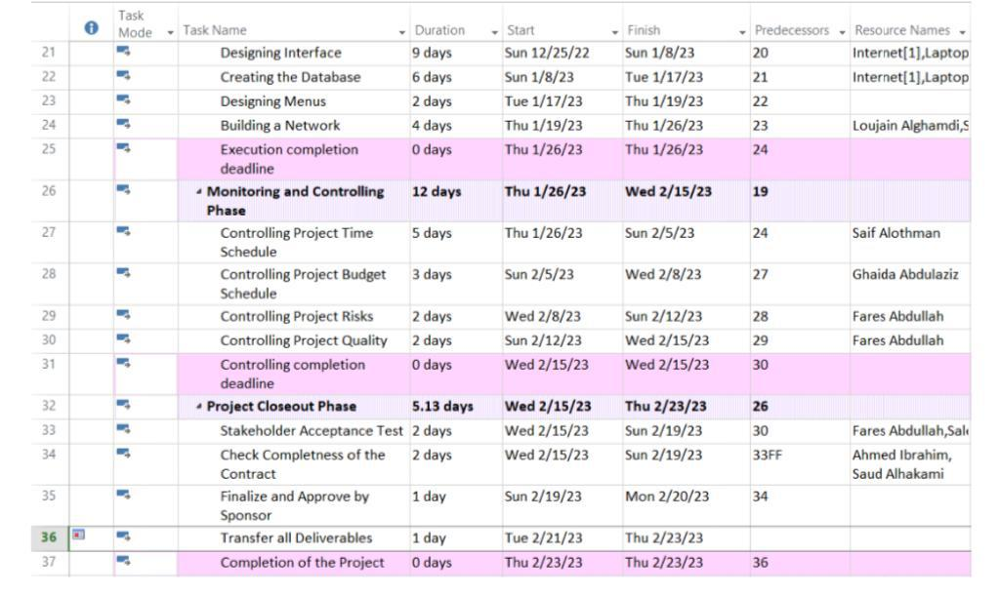 Task Mode Task Name Duration Start Finish Predecessors Resource Names
21 Designing Interface 9 days Sun 12/25/22 Sun 1/8/23 20 Internet[1],Laptop
22 Creating the Database 6 days Sun 1/8/23 Tue 1/17/23 21 Internet[1],Laptop
23 Designing Menus 2 days Tue 1/17/23 Thu 1/19/23 22
24 Building a Network 4 days Thu 1/19/23 Thu 1/26/23 23 Loujain Alghamdi,S
25 Execution completion deadline 0 days Thu 1/26/23 Thu 1/26/23 24
26 Monitoring and Controlling Phase 12 days Thu 1/26/23 Wed 2/15/23 19
27 Controlling Project Time Schedule 5 days Thu 1/26/23 Sun 2/5/23 24 Saif Alothman
28 Controlling Project Budget Schedule 3 days Sun 2/5/23 Wed 2/8/23 27 Ghaida Abdulaziz
29 Controlling Project Risks 2 days Wed 2/8/23 Sun 2/12/23 28 Fares Abdullah
30 Controlling Project Quality 2 days Sun 2/12/23 Wed 2/15/23 29 Fares Abdullah
31 Controlling completion deadline 0 days Wed 2/15/23 Wed 2/15/23 30
32 Project Closeout Phase 5.13 days Wed 2/15/23 Thu 2/23/23 26
33 Stakeholder Acceptance Test 2 days Wed 2/15/23 Sun 2/19/23 30 Fares Abdullah,Sale
34 Check Completness of the Contract 2 days Wed 2/15/23 Sun 2/19/23 33FF Ahmed Ibrahim, Saud Alhakami
35 Finalize and Approve by Sponsor 1 day Sun 2/19/23 Mon 2/20/23 34
36 Transfer all Deliverables 1 day Tue 2/21/23 Thu 2/23/23
37 Completion of the Project 0 days Thu 2/23/23 Thu 2/23/23 36